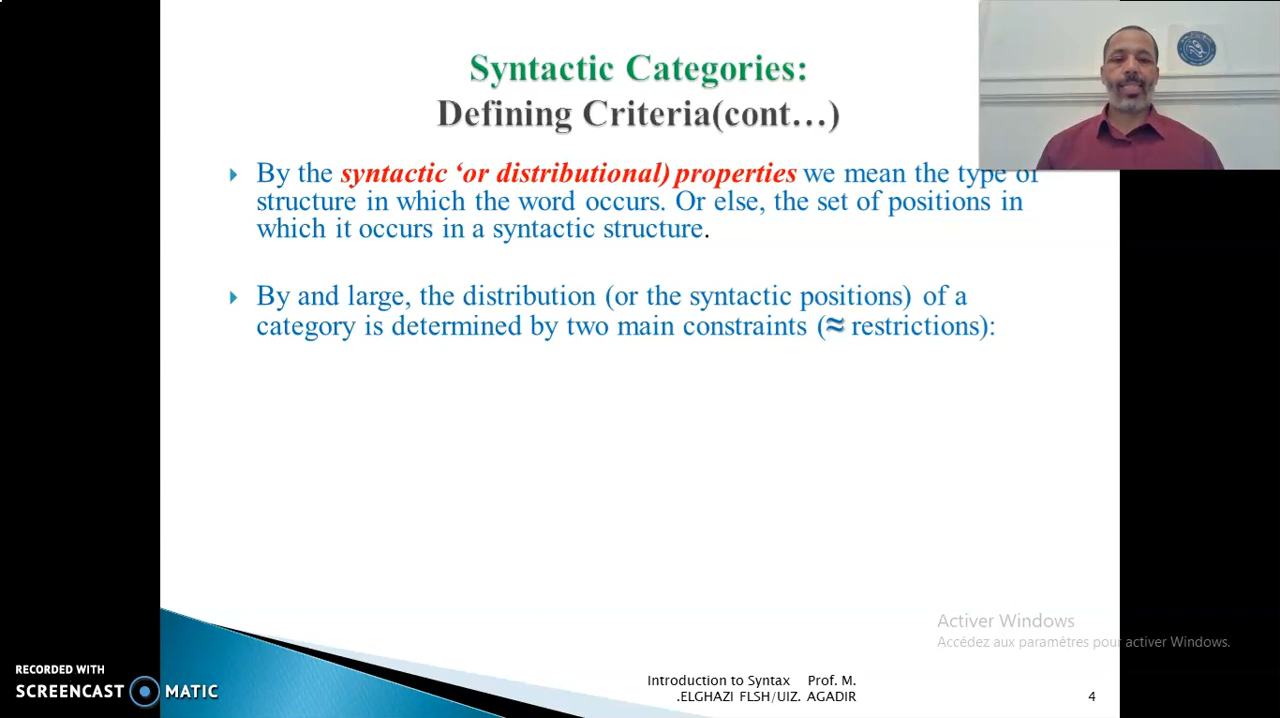 Syntactic Categories:
Defining Criteria(cont…)
By the syntactic ‘or distributional) properties we mean the type of
structure in which the word occurs. Or else, the set of positions in
which it occurs in a syntactic structure.
By and large, the distribution (or the syntactic positions) of a
category is determined by two main constraints (≈ restrictions):
Activer Windows
Accédez aux paramètres pour activer Windows.
RECORDED WITH
SCREENCAST MATIC
Introduction to Syntax Prof. M.
.ELGHAZI FLSH/UIZ. AGADIR
4